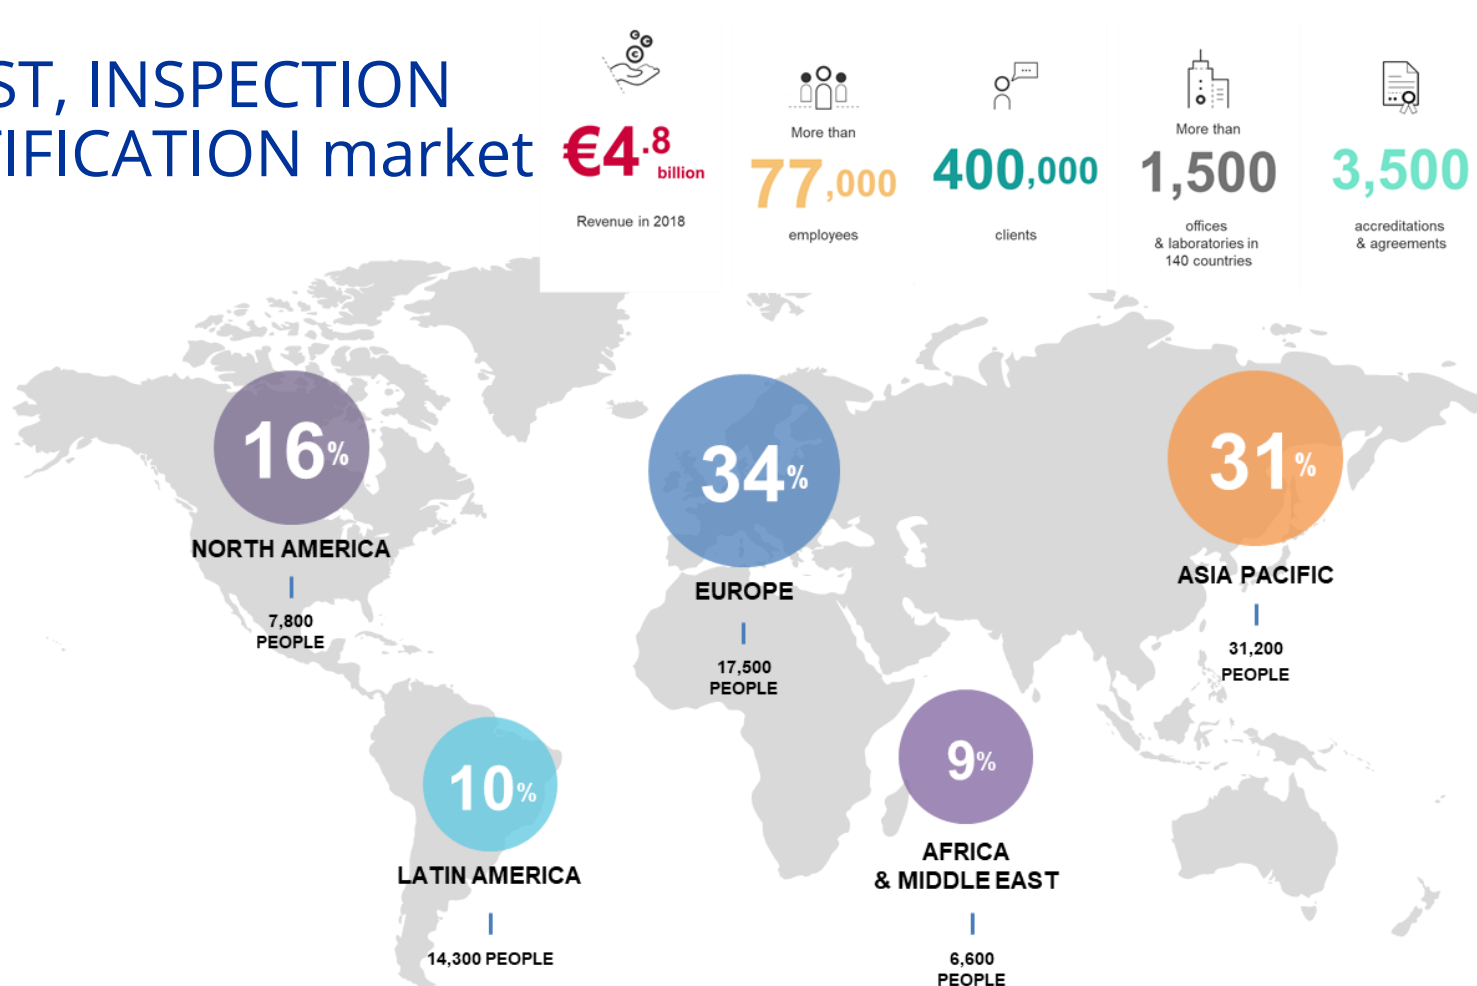 ST, INSPECTION
TIFICATION market
€4.8
billion
Revenue in 2018
More than
77,000
employees
400,000
clients
More than
1,500
offices
& laboratories in
140 countries
3,500
accreditations
& agreements
16%
NORTH AMERICA
7,800
PEOPLE
34%
EUROPE
17,500
PEOPLE
31%
ASIA PACIFIC
31,200
PEOPLE
10%
LATIN AMERICA
14,300 PEOPLE
9%
AFRICA
& MIDDLE EAST
6,600
PEOPLE